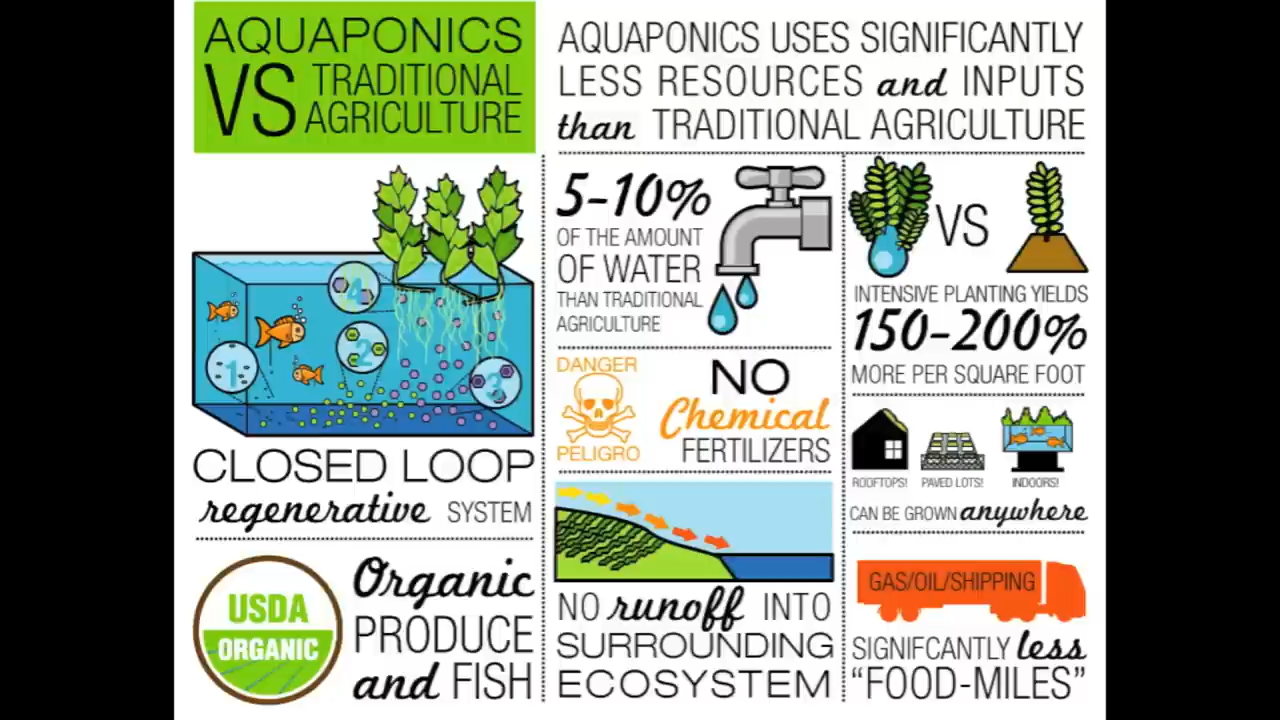 AQUAPONICS
VS TRADITIONAL
AGRICULTURE
AQUAPONICS USES SIGNIFICANTLY
LESS RESOURCES and INPUTS
than TRADITIONAL AGRICULTURE
4
2
1
3
CLOSED LOOP
regenerative SYSTEM
USDA
ORGANIC
Organic
PRODUCE
and FISH
5-10%
OF THE AMOUNT
OF WATER
THAN TRADITIONAL
AGRICULTURE
DANGER
PELIGRO
NO
Chemical
FERTILIZERS
NO runoff INTO
SURROUNDING
ECOSYSTEM
VS
INTENSIVE PLANTING YIELDS
150-200%
MORE PER SQUARE FOOT
ROOFTOPS! PAVED LOTS! INDOORS!
CAN BE GROWN anywhere
GAS/OIL/SHIPPING
SIGNIFCANTLY less
"FOOD-MILES"